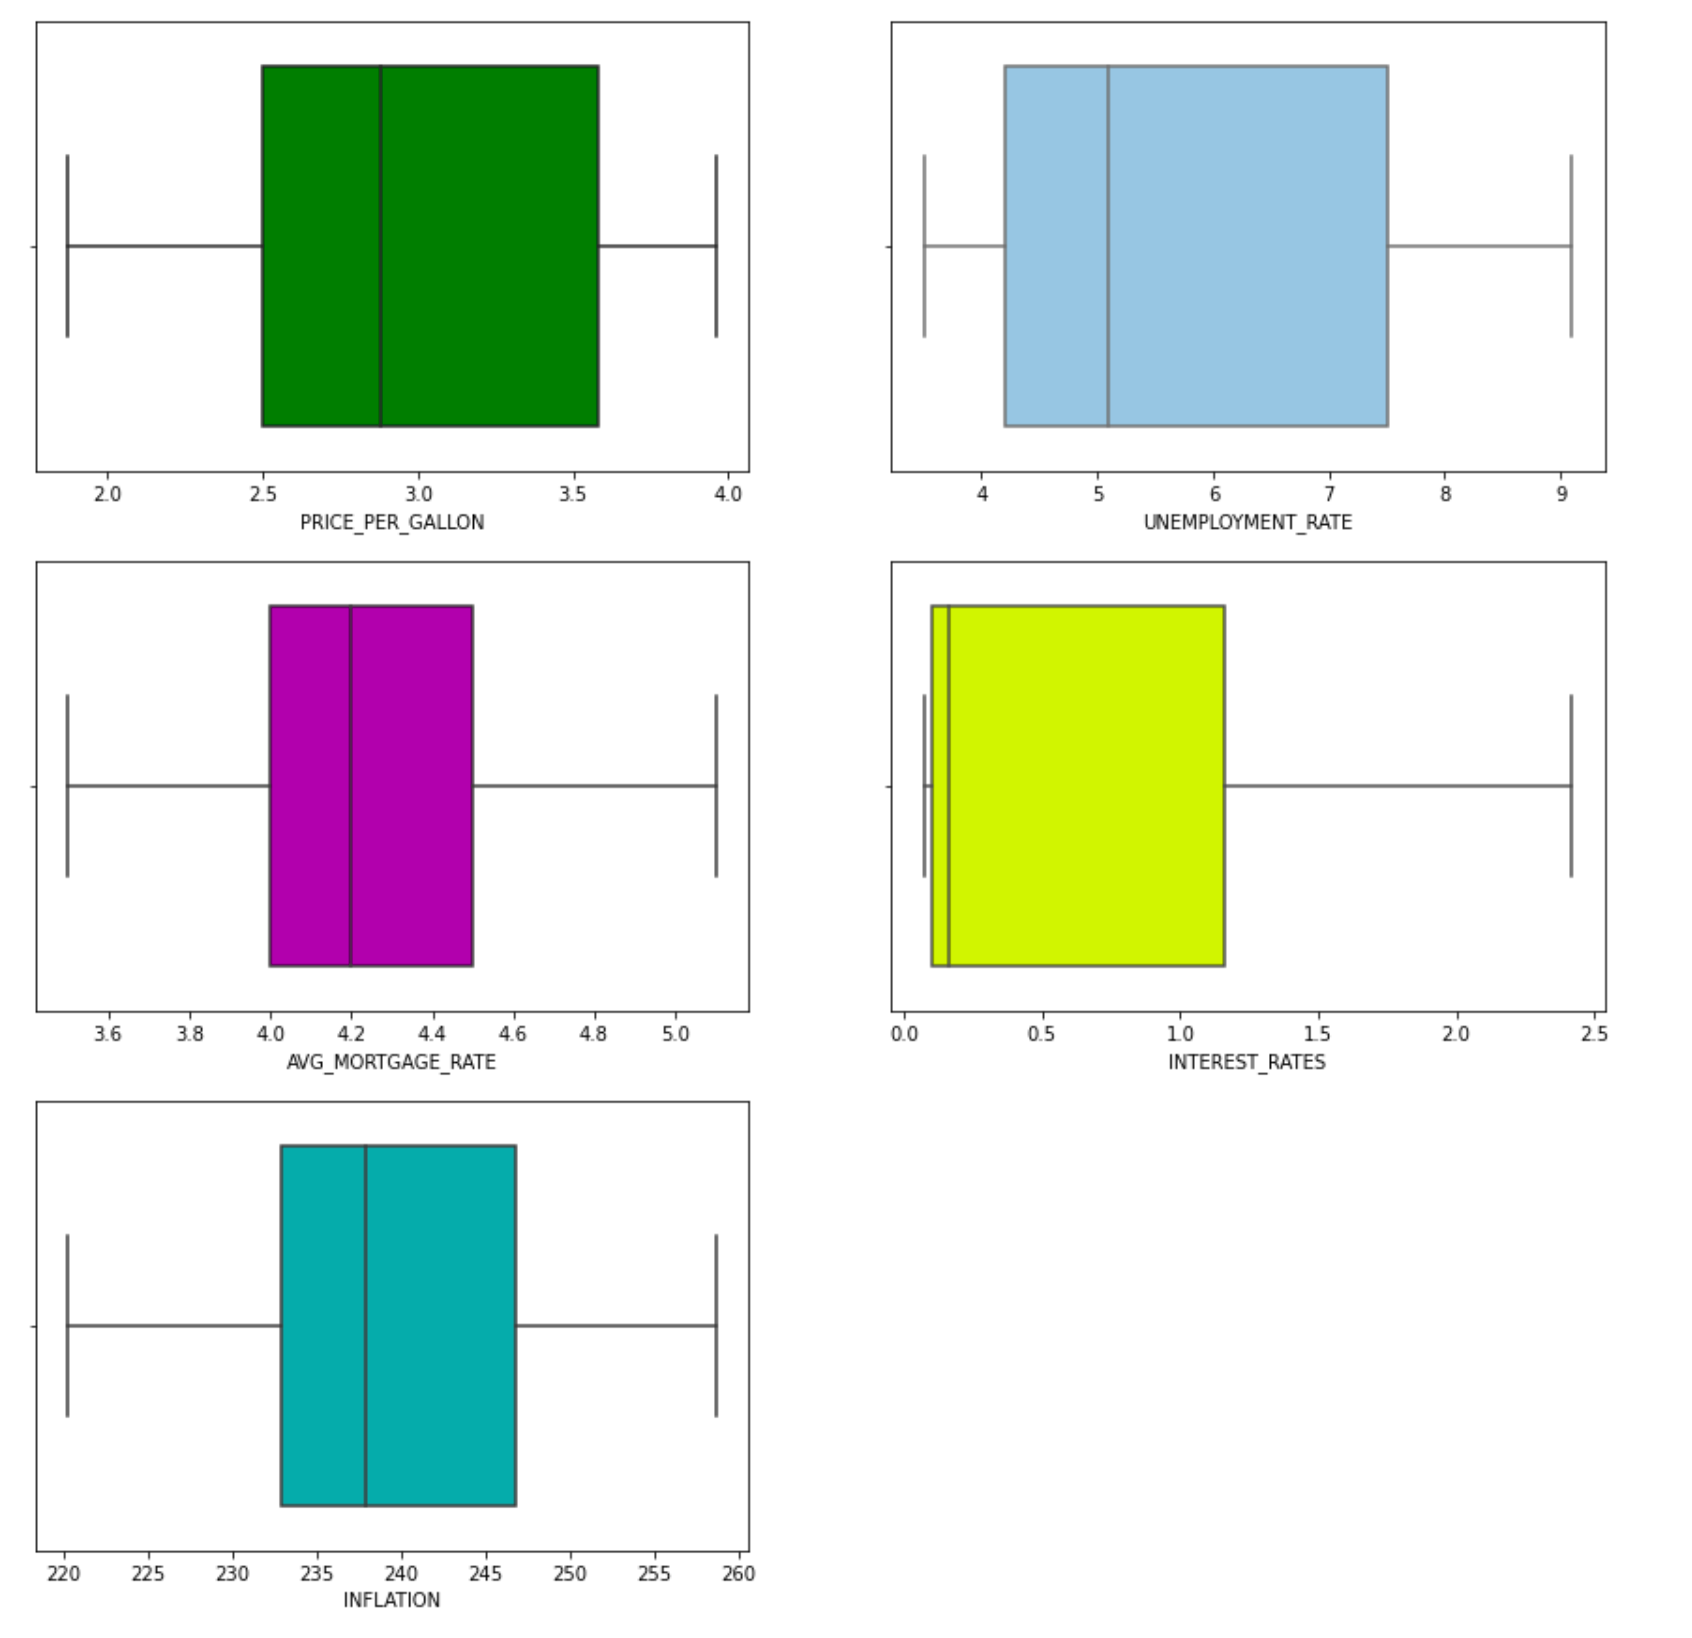 2.0 2.5 3.0 3.5 4.0
PRICE_PER_GALLON
4 5 6 7 8 9
UNEMPLOYMENT_RATE
3.6 3.8 4.0 4.2 4.4 4.6 4.8 5.0
AVG_MORTGAGE_RATE
0.0 0.5 1.0 1.5 2.0 2.5
INTEREST_RATES
220 225 230 235 240 245 250 255 260
INFLATION